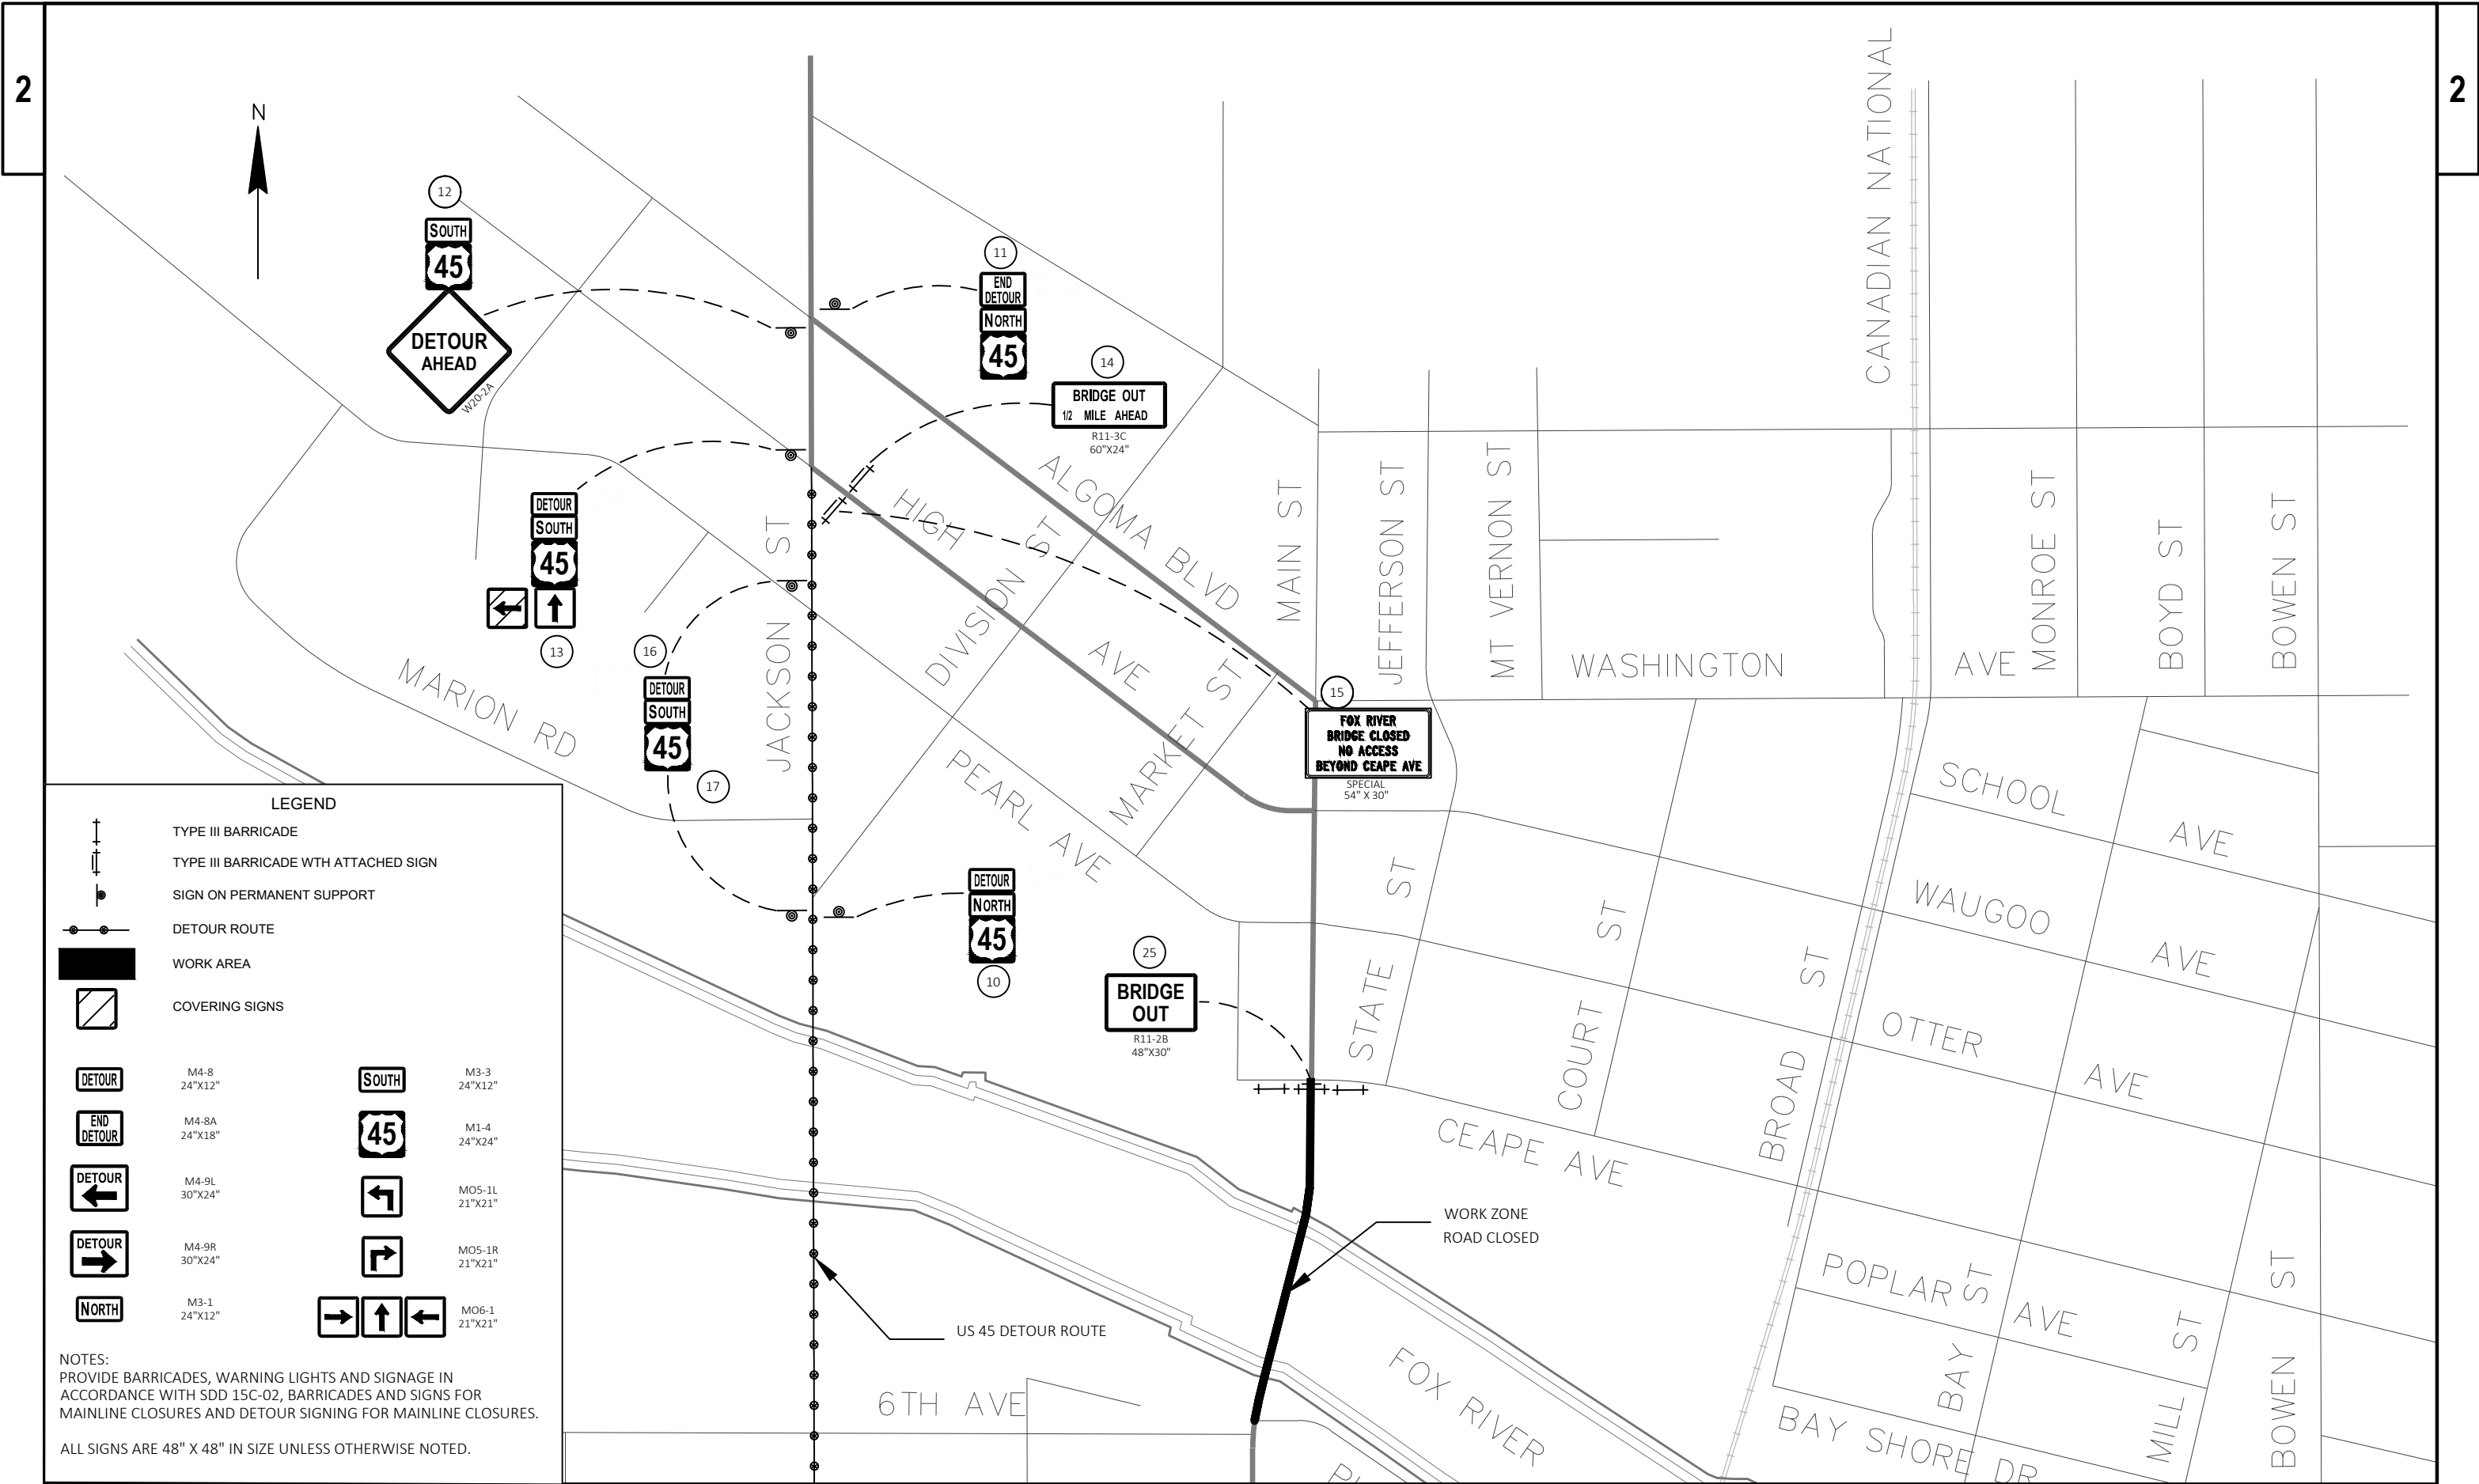 2
2
N
12
SOUTH
45
DETOUR
AHEAD
W20-2A
11
END
DETOUR
NORTH
45
14
BRIDGE OUT
1/2 MILE AHEAD
R11-3C
60"X24"
13
DETOUR
SOUTH
45
16
DETOUR
SOUTH
45
17
15
FOX RIVER
BRIDGE CLOSED
NO ACCESS
BEYOND CEAPE AVE
SPECIAL
54" X 30"
DETOUR
NORTH
45
10
25
BRIDGE
OUT
R11-2B
48"X30"
CANADIAN NATIONAL
ALGOMA BLVD
HIGH AVE
DIVISION ST
MARKET ST
PEARL AVE
JACKSON ST
MARION RD
MAIN ST
JEFFERSON ST
MT VERNON ST
WASHINGTON AVE
MONROE ST
BOYD ST
BOWEN ST
SCHOOL AVE
WAUGOO AVE
OTTER AVE
STATE ST
COURT ST
BROAD ST
CEAPE AVE
POPLAR AVE
BAY ST
MILL ST
BOWEN ST
BAY SHORE DR
FOX RIVER
6TH AVE
WORK ZONE
ROAD CLOSED
US 45 DETOUR ROUTE
LEGEND
TYPE III BARRICADE
TYPE III BARRICADE WTH ATTACHED SIGN
SIGN ON PERMANENT SUPPORT
DETOUR ROUTE
WORK AREA
COVERING SIGNS
DETOUR
M4-8
24"X12"
SOUTH
M3-3
24"X12"
END
DETOUR
M4-8A
24"X18"
45
M1-4
24"X24"
DETOUR
M4-9L
30"X24"
MO5-1L
21"X21"
DETOUR
M4-9R
30"X24"
MO5-1R
21"X21"
NORTH
M3-1
24"X12"
MO6-1
21"X21"
NOTES:
PROVIDE BARRICADES, WARNING LIGHTS AND SIGNAGE IN
ACCORDANCE WITH SDD 15C-02, BARRICADES AND SIGNS FOR
MAINLINE CLOSURES AND DETOUR SIGNING FOR MAINLINE CLOSURES.
ALL SIGNS ARE 48" X 48" IN SIZE UNLESS OTHERWISE NOTED.